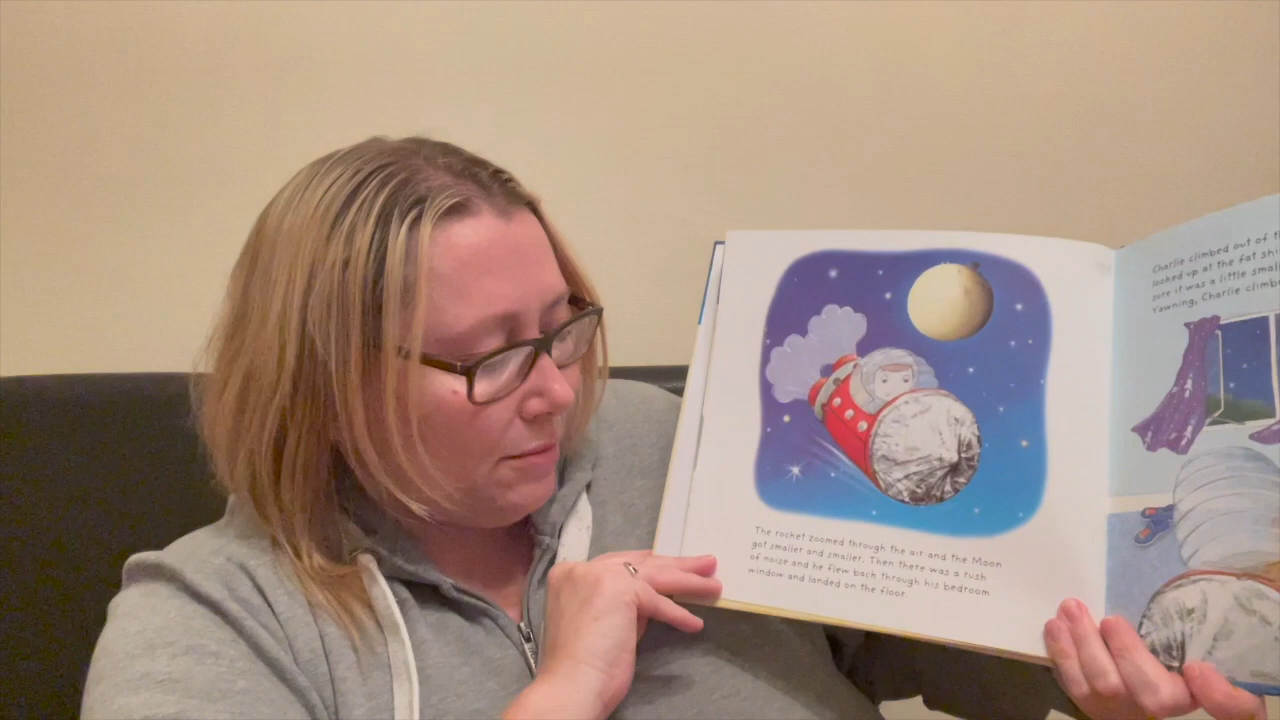 The rocket zoomed through the air and the Moon
got smaller and smaller. Then there was a rush
of noise and he flew back through his bedroom
window and landed on the floor.
Charlie climbed out of
looked up at the fat
sure it was a little
Yawning, Charlie